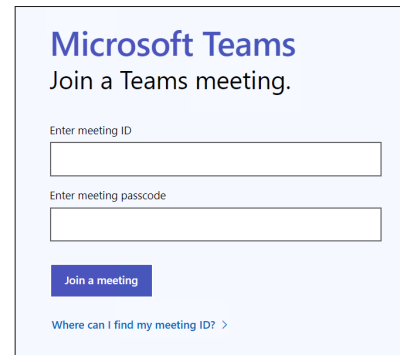 Microsoft Teams
Join a Teams meeting.
Enter meeting ID
Enter meeting passcode
Join a meeting
Where can I find my meeting ID? >